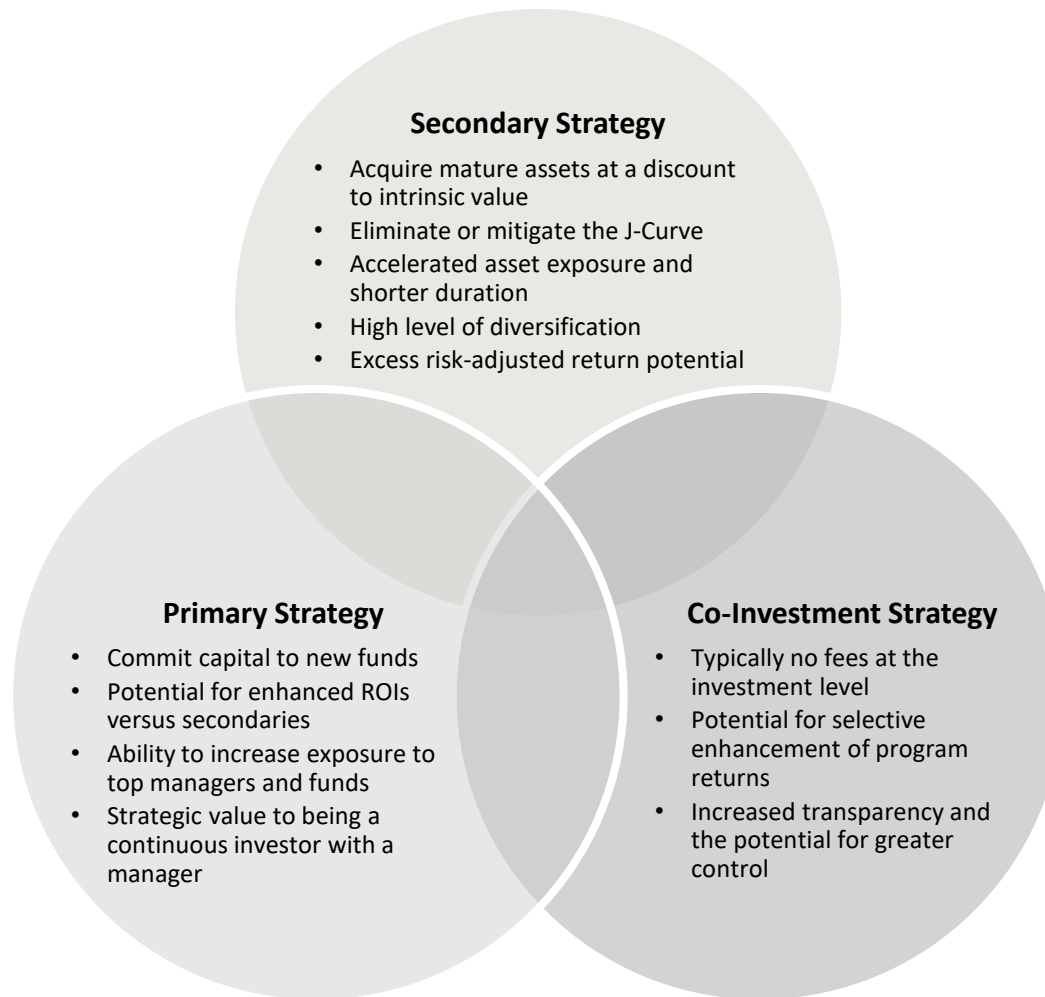 Secondary Strategy
• Acquire mature assets at a discount
to intrinsic value
• Eliminate or mitigate the J-Curve
• Accelerated asset exposure and
shorter duration
• High level of diversification
• Excess risk-adjusted return potential
Primary Strategy
• Commit capital to new funds
• Potential for enhanced ROIs
versus secondaries
• Ability to increase exposure to
top managers and funds
• Strategic value to being a
continuous investor with a
manager
Co-Investment Strategy
• Typically no fees at the
investment level
• Potential for selective
enhancement of program
returns
• Increased transparency and
the potential for greater
control